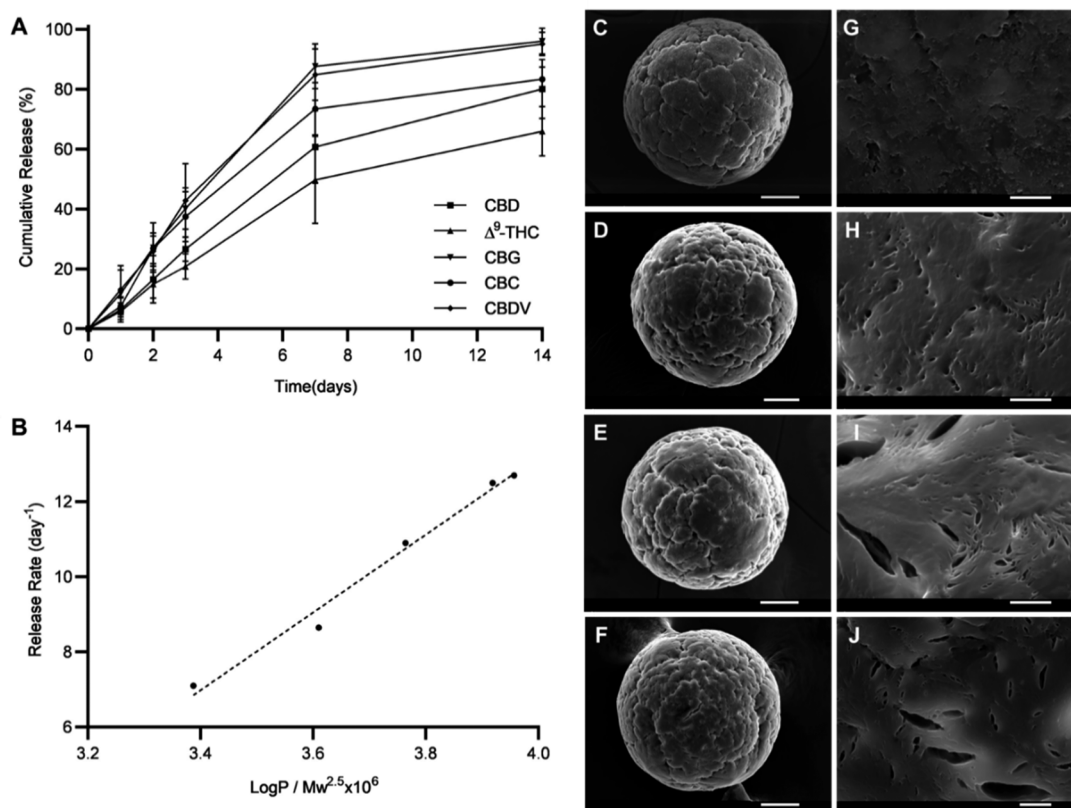 A
Cumulative Release (%)
100
80
60
40
20
0
0 2 4 6 8 10 12 14
Time(days)
CBD
Δ⁹-THC
CBG
CBC
CBDV
B
Release Rate (day⁻¹)
14
12
10
8
6
3.2 3.4 3.6 3.8 4.0
LogP / Mw²·⁵x10⁶
C
G
D
H
E
I
F
J